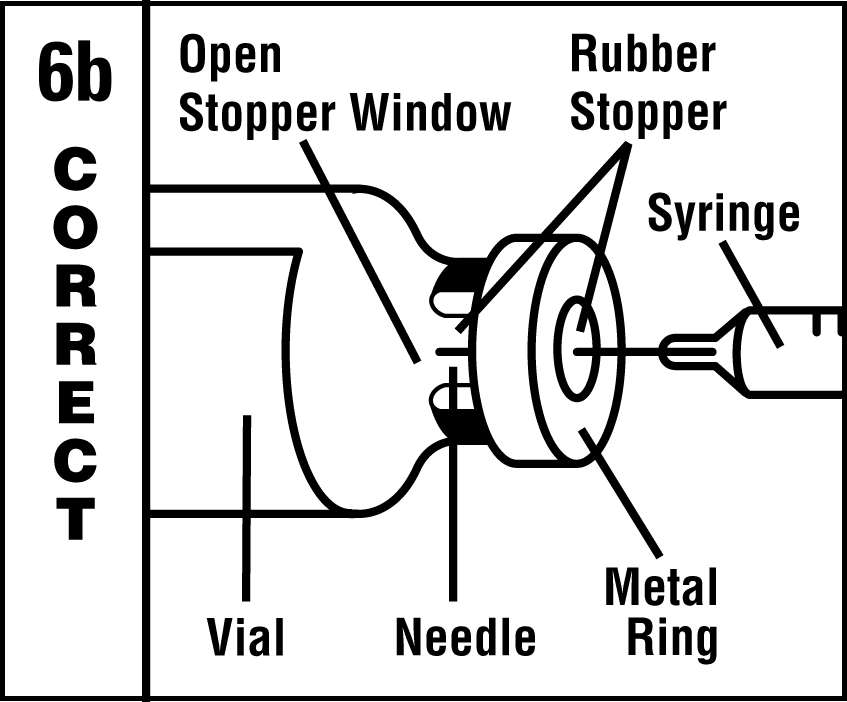 6b
CORRECT
Open
Stopper Window
Rubber
Stopper
Syringe
Vial
Needle
Metal
Ring